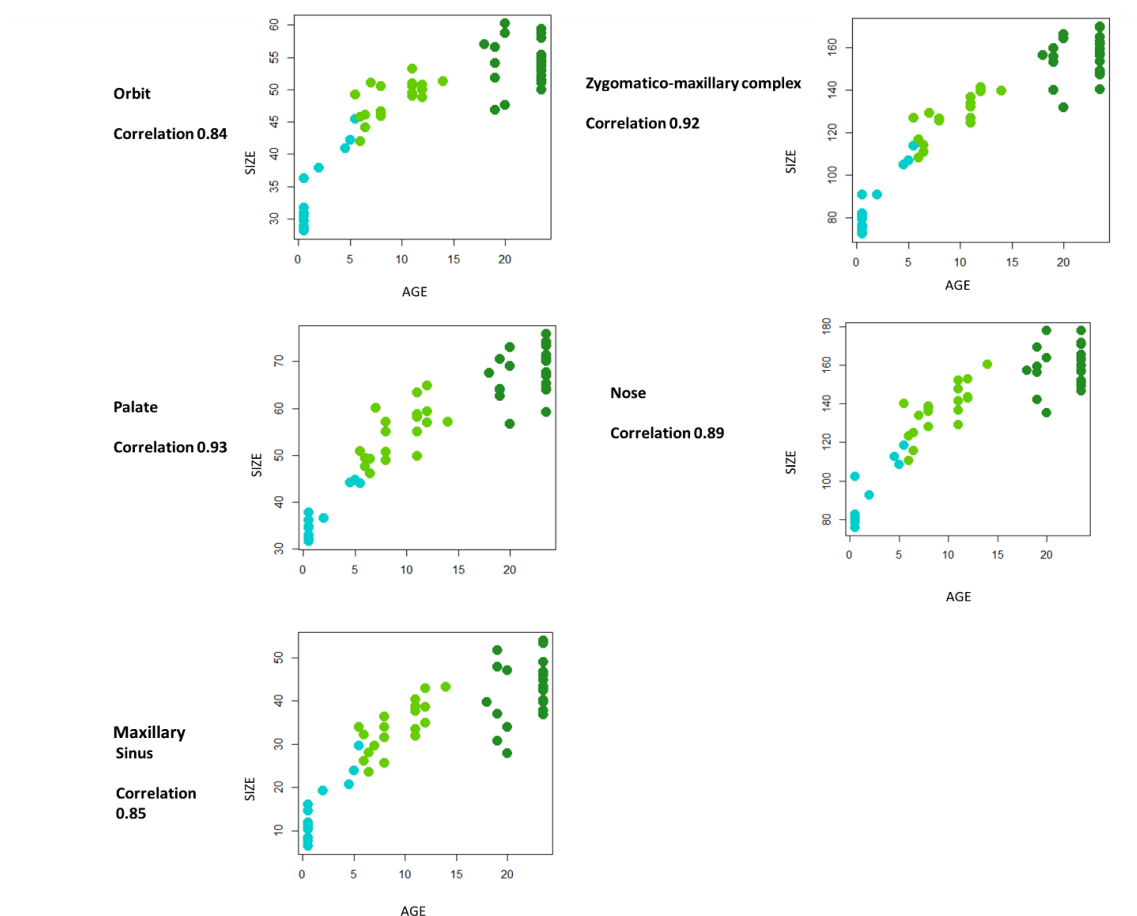 Orbit
Correlation 0.84
SIZE
60
55
50
45
40
35
30
0 5 10 15 20
AGE
Zygomatico-maxillary complex
Correlation 0.92
SIZE
160
140
120
100
80
0 5 10 15 20
AGE
Palate
Correlation 0.93
SIZE
70
60
50
40
30
0 5 10 15 20
Nose
Correlation 0.89
SIZE
180
160
140
120
100
80
0 5 10 15 20
AGE
Maxillary
Sinus
Correlation
0.85
SIZE
50
40
30
20
10
0 5 10 15 20
AGE